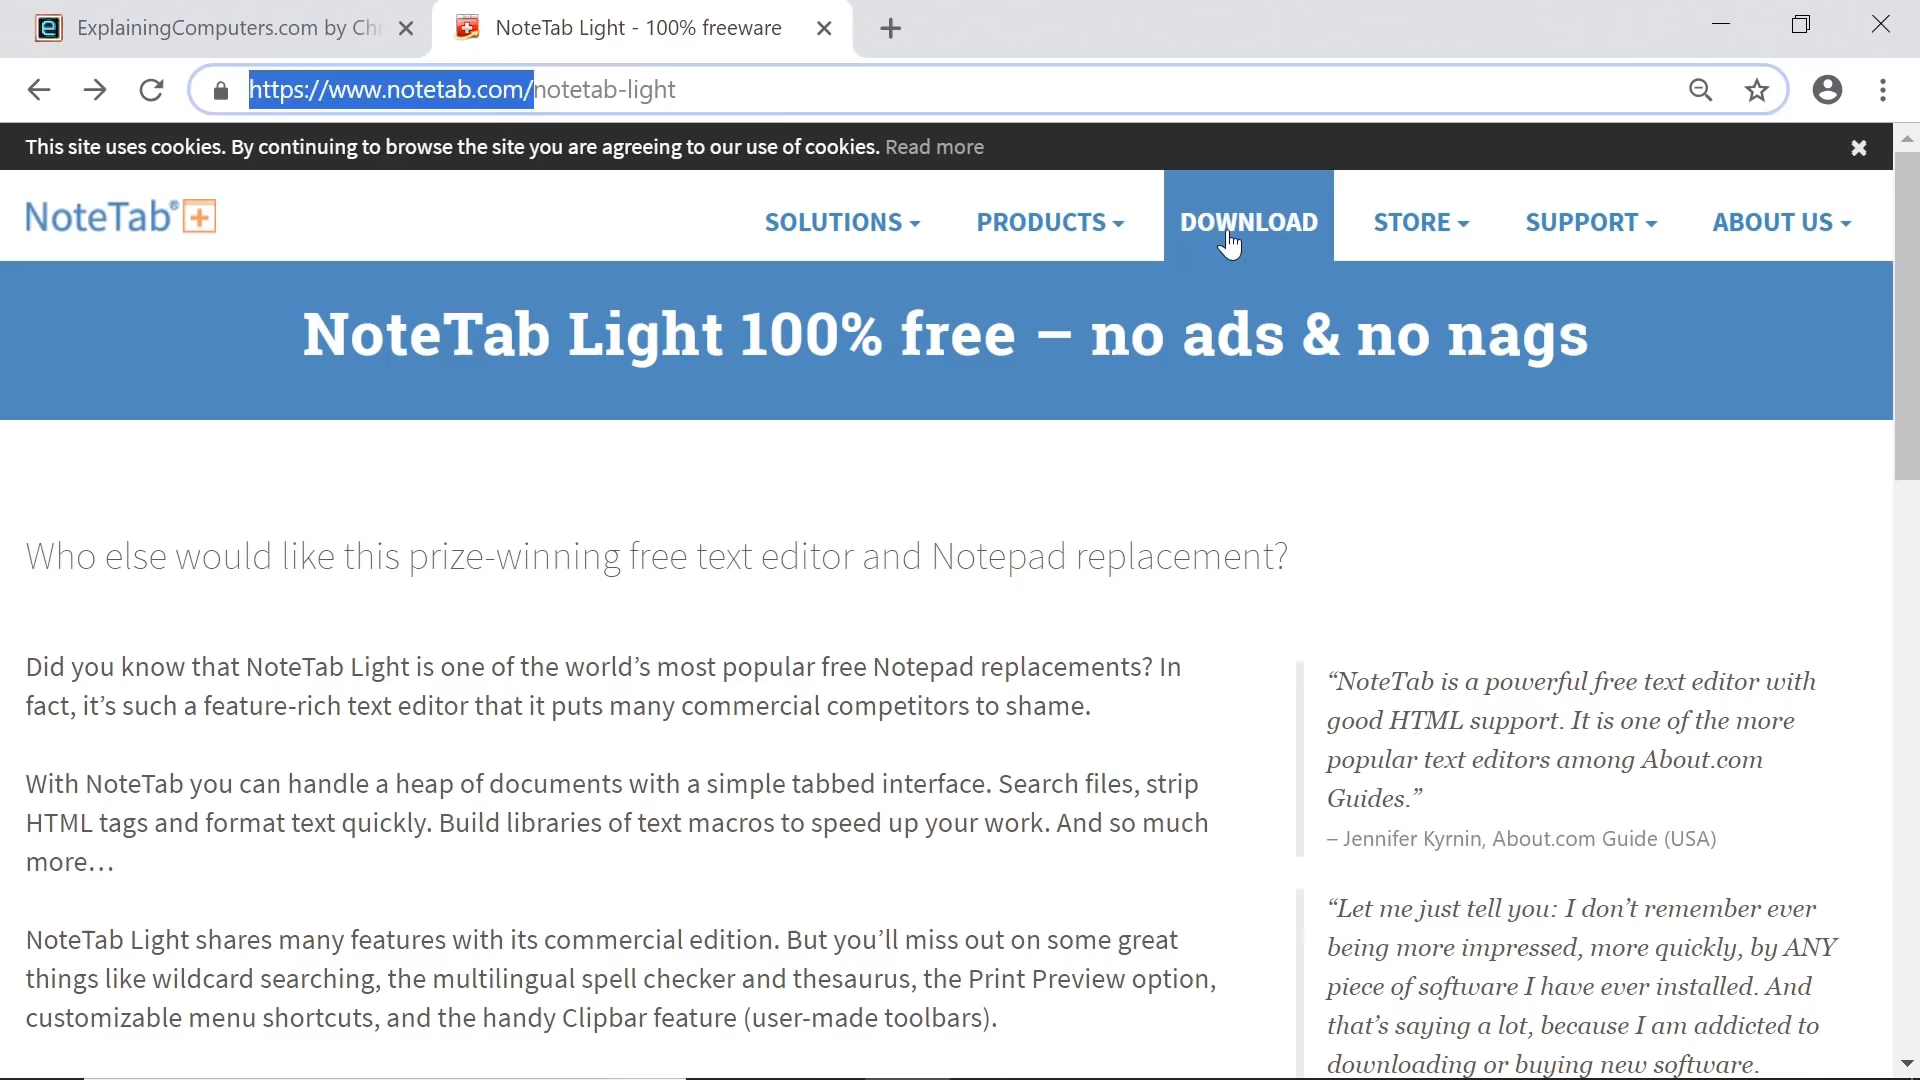 ExplainingComputers.com by Ch
NoteTab Light - 100% freeware
https://www.notetab.com/notetab-light
This site uses cookies. By continuing to browse the site you are agreeing to our use of cookies. Read more
NoteTab®
SOLUTIONS PRODUCTS DOWNLOAD STORE SUPPORT ABOUT US
NoteTab Light 100% free – no ads & no nags
Who else would like this prize-winning free text editor and Notepad replacement?
Did you know that NoteTab Light is one of the world’s most popular free Notepad replacements? In
fact, it’s such a feature-rich text editor that it puts many commercial competitors to shame.
With NoteTab you can handle a heap of documents with a simple tabbed interface. Search files, strip
HTML tags and format text quickly. Build libraries of text macros to speed up your work. And so much
more…
NoteTab Light shares many features with its commercial edition. But you’ll miss out on some great
things like wildcard searching, the multilingual spell checker and thesaurus, the Print Preview option,
customizable menu shortcuts, and the handy Clipbar feature (user-made toolbars).
“NoteTab is a powerful free text editor with
good HTML support. It is one of the more
popular text editors among About.com
Guides.”
– Jennifer Kyrnin, About.com Guide (USA)
“Let me just tell you: I don’t remember ever
being more impressed, more quickly, by ANY
piece of software I have ever installed. And
that’s saying a lot, because I am addicted to
downloading or buying new software.